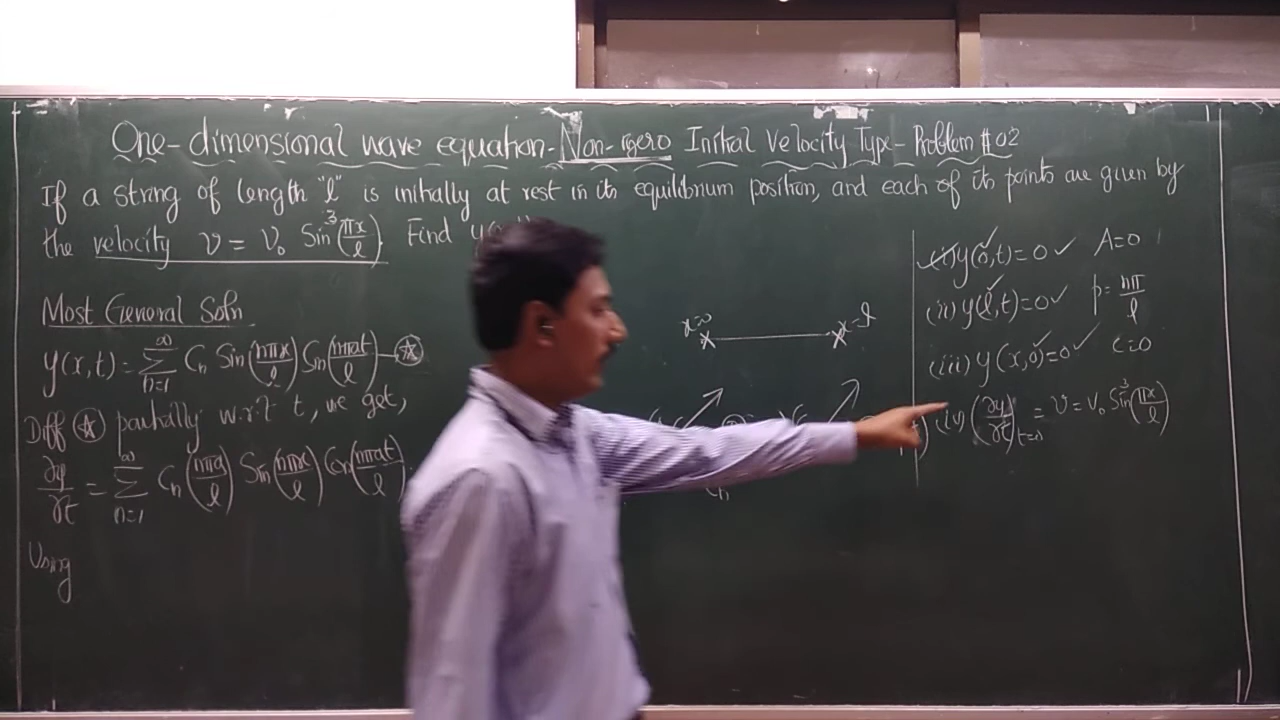 One-dimensional wave equation-Non-zero Initial Velocity Type-Problem #02
If a string of length "l" is initially at rest in its equilibrium position, and each of its points are given by
the velocity v = V₀ Sin³(πx/l). Find y(
Most General Soln
y(x,t) = ∑_{n=1}^{∞} Cn Sin(nπx/l) Sin(nπat/l) — ⊛
Diff ⊛ partially w.r.t t, we get,
∂y/∂t = ∑_{n=1}^{∞} Cn (nπa/l) Sin(nπx/l) Cos(nπat/l)
Using
x=0
x=l
Cn
(i) y(0,t)=0 ✓ A=0
(ii) y(l,t)=0 ✓ p = nπ/l
(iii) y(x,0)=0 ✓ C=0
(iv) (∂y/∂t)_{t=0} = v = V₀ Sin³(πx/l)